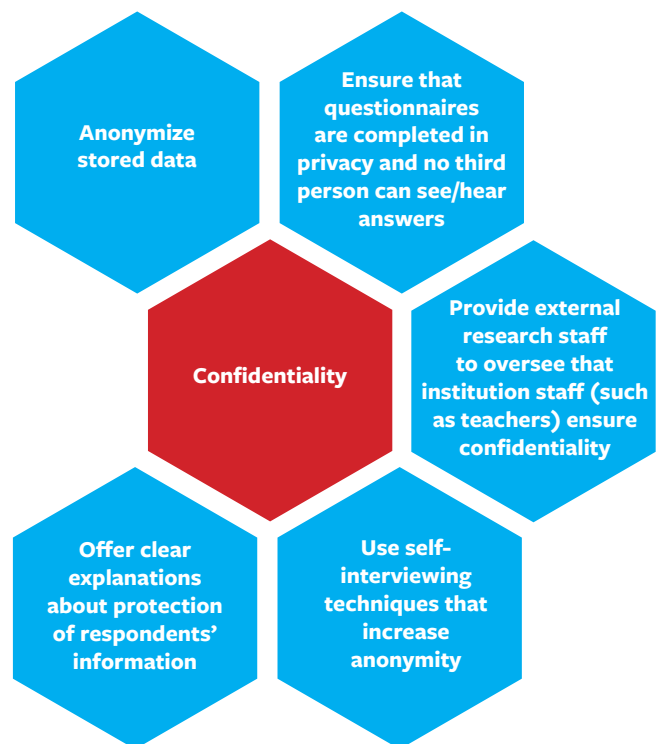 Anonymize
stored data
Ensure that
questionnaires
are completed in
privacy and no third
person can see/hear
answers
Confidentiality
Provide external
research staff
to oversee that
institution staff (such
as teachers) ensure
confidentiality
Offer clear
explanations
about protection
of respondents’
information
Use self-
interviewing
techniques that
increase
anonymity